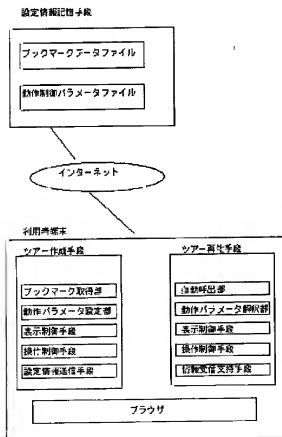 設定情報記憶手段
ブックマークデータファイル
動作制御パラメータファイル
インターネット
利用者端末
ツアー作成手段
ブックマーク取得部
動作パラメータ設定部
表示制御手段
操作制御手段
設定情報送信手段
ツアー再生手段
自動呼出部
動作パラメータ解釈部
表示制御手段
操作制御手段
情報受信支持手段
ブラウザ